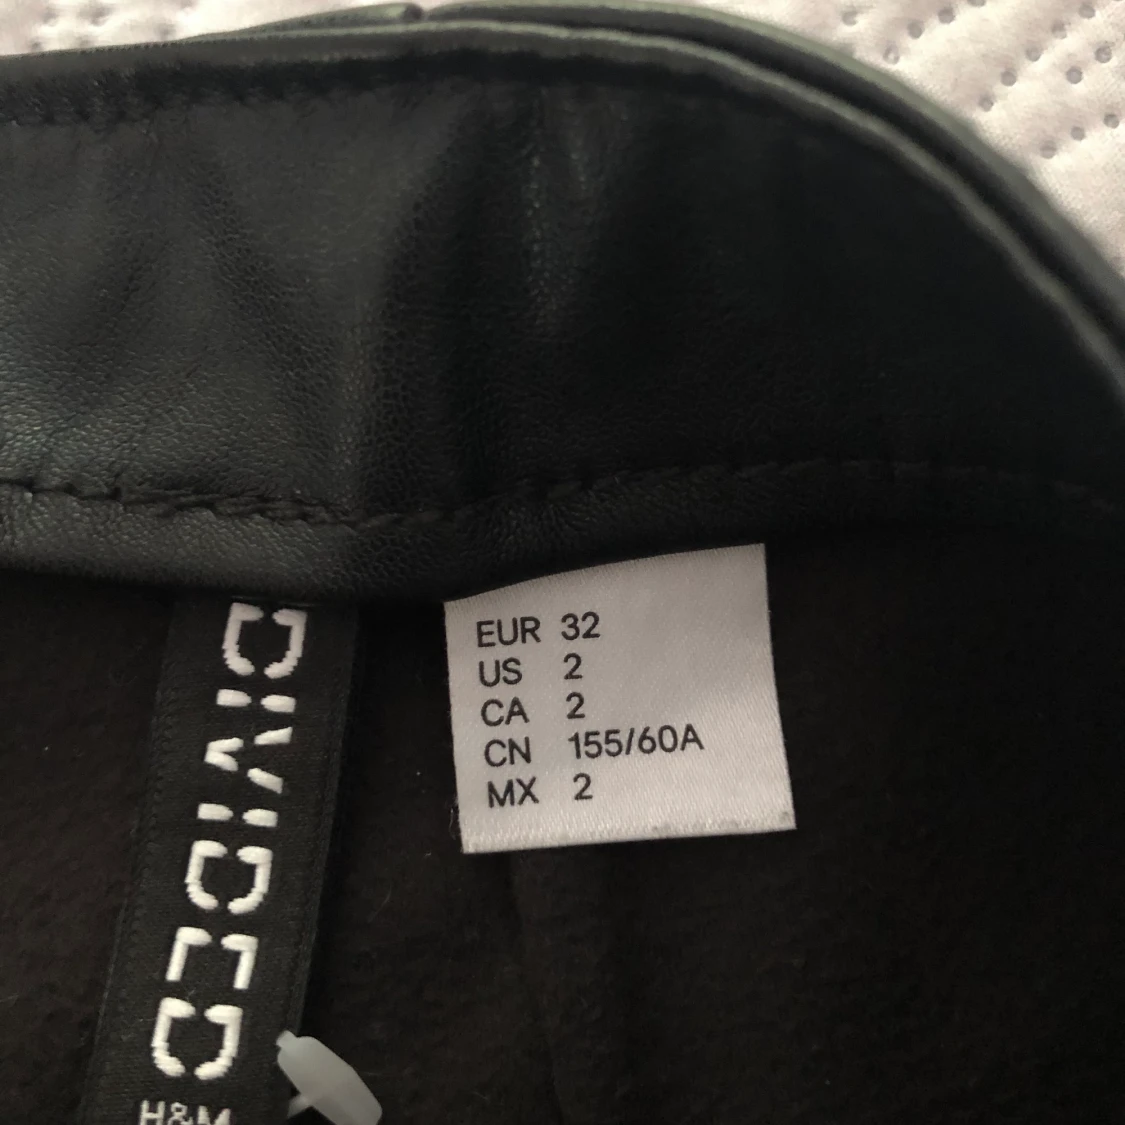 EUR 32
US 2
CA 2
CN 155/60A
MX 2
DIVIDED
H&M